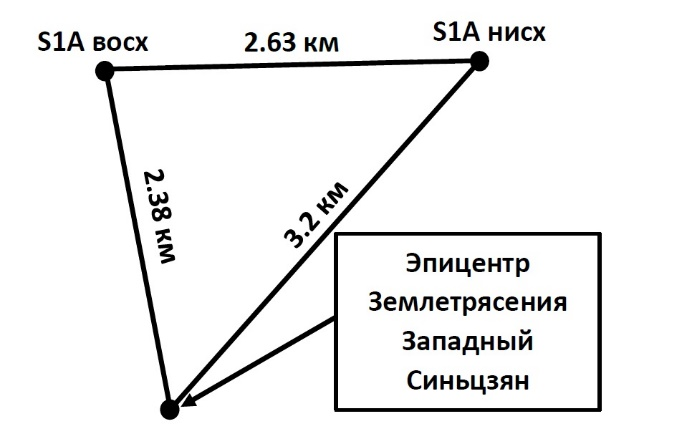 S1A восх
2.63 км
S1A нисх
2.38 км
3.2 км
Эпицентр
Землетрясения
Западный
Синьцзян